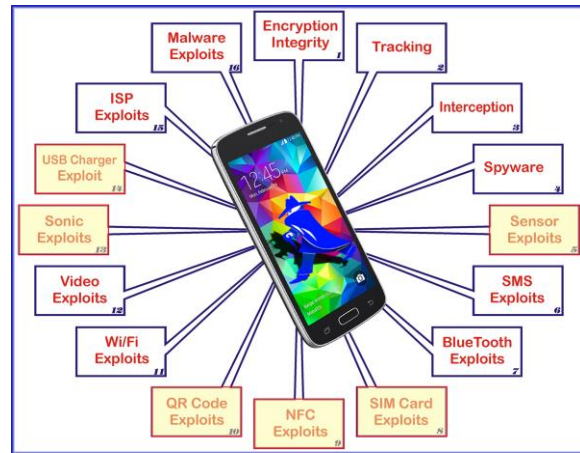 Encryption
Integrity
1
Tracking
2
Interception
3
Spyware
4
Sensor
Exploits
5
SMS
Exploits
6
BlueTooth
Exploits
7
SIM Card
Exploits
8
NFC
Exploits
9
QR Code
Exploits
10
Wi/Fi
Exploits
11
Video
Exploits
12
Sonic
Exploits
13
USB Charger
Exploit
14
ISP
Exploits
15
Malware
Exploits
16
12:45